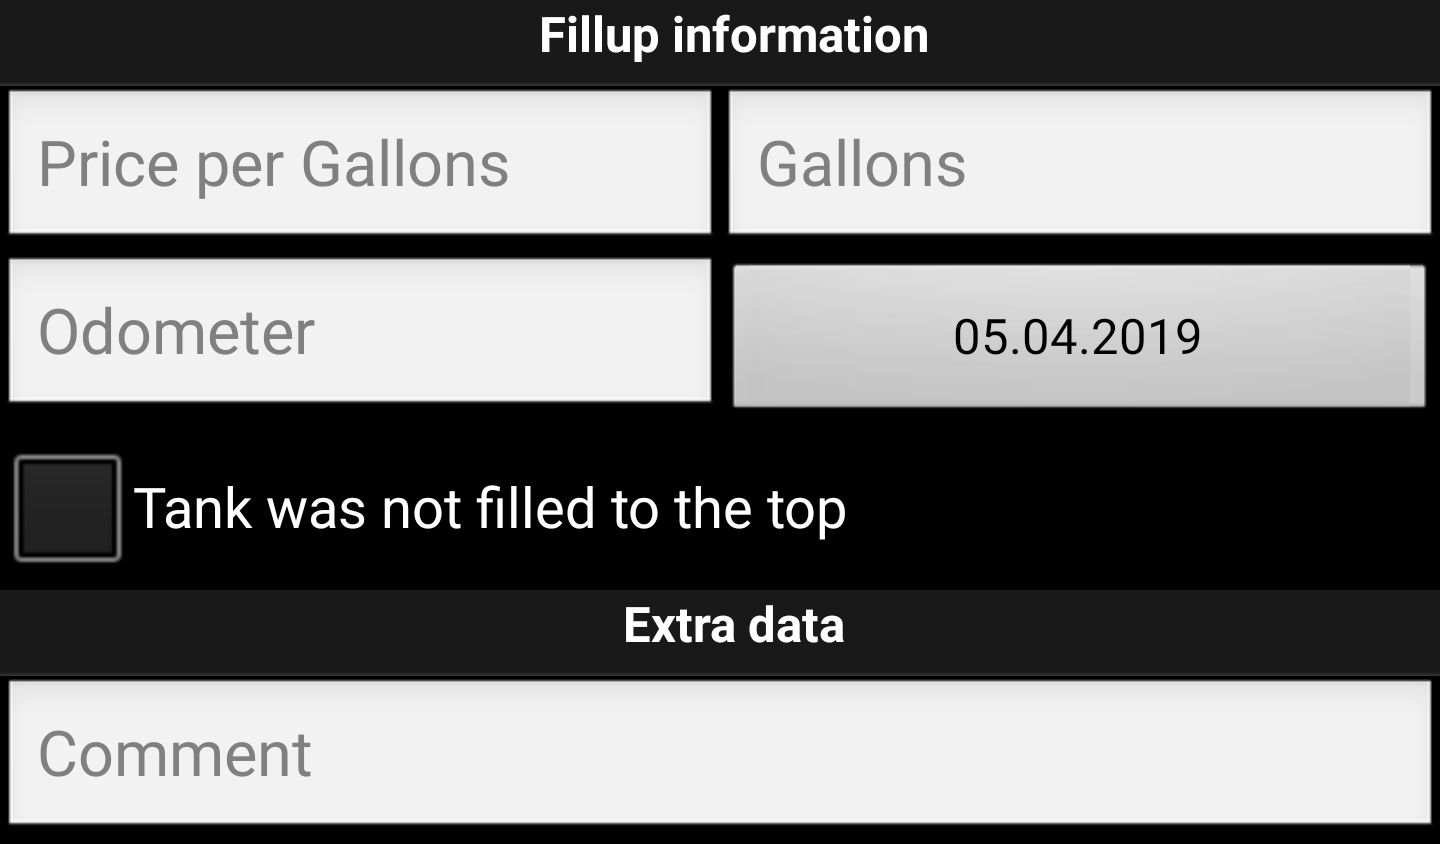 Fillup information
Price per Gallons
Gallons
Odometer
05.04.2019
Tank was not filled to the top
Extra data
Comment